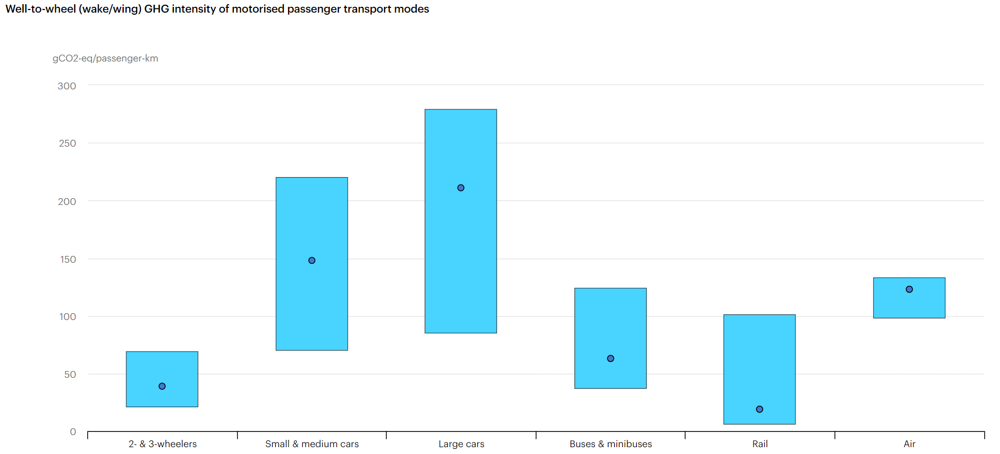 Well-to-wheel (wake/wing) GHG intensity of motorised passenger transport modes
gCO2-eq/passenger-km
300
250
200
150
100
50
0
2- & 3-wheelers
Small & medium cars
Large cars
Buses & minibuses
Rail
Air